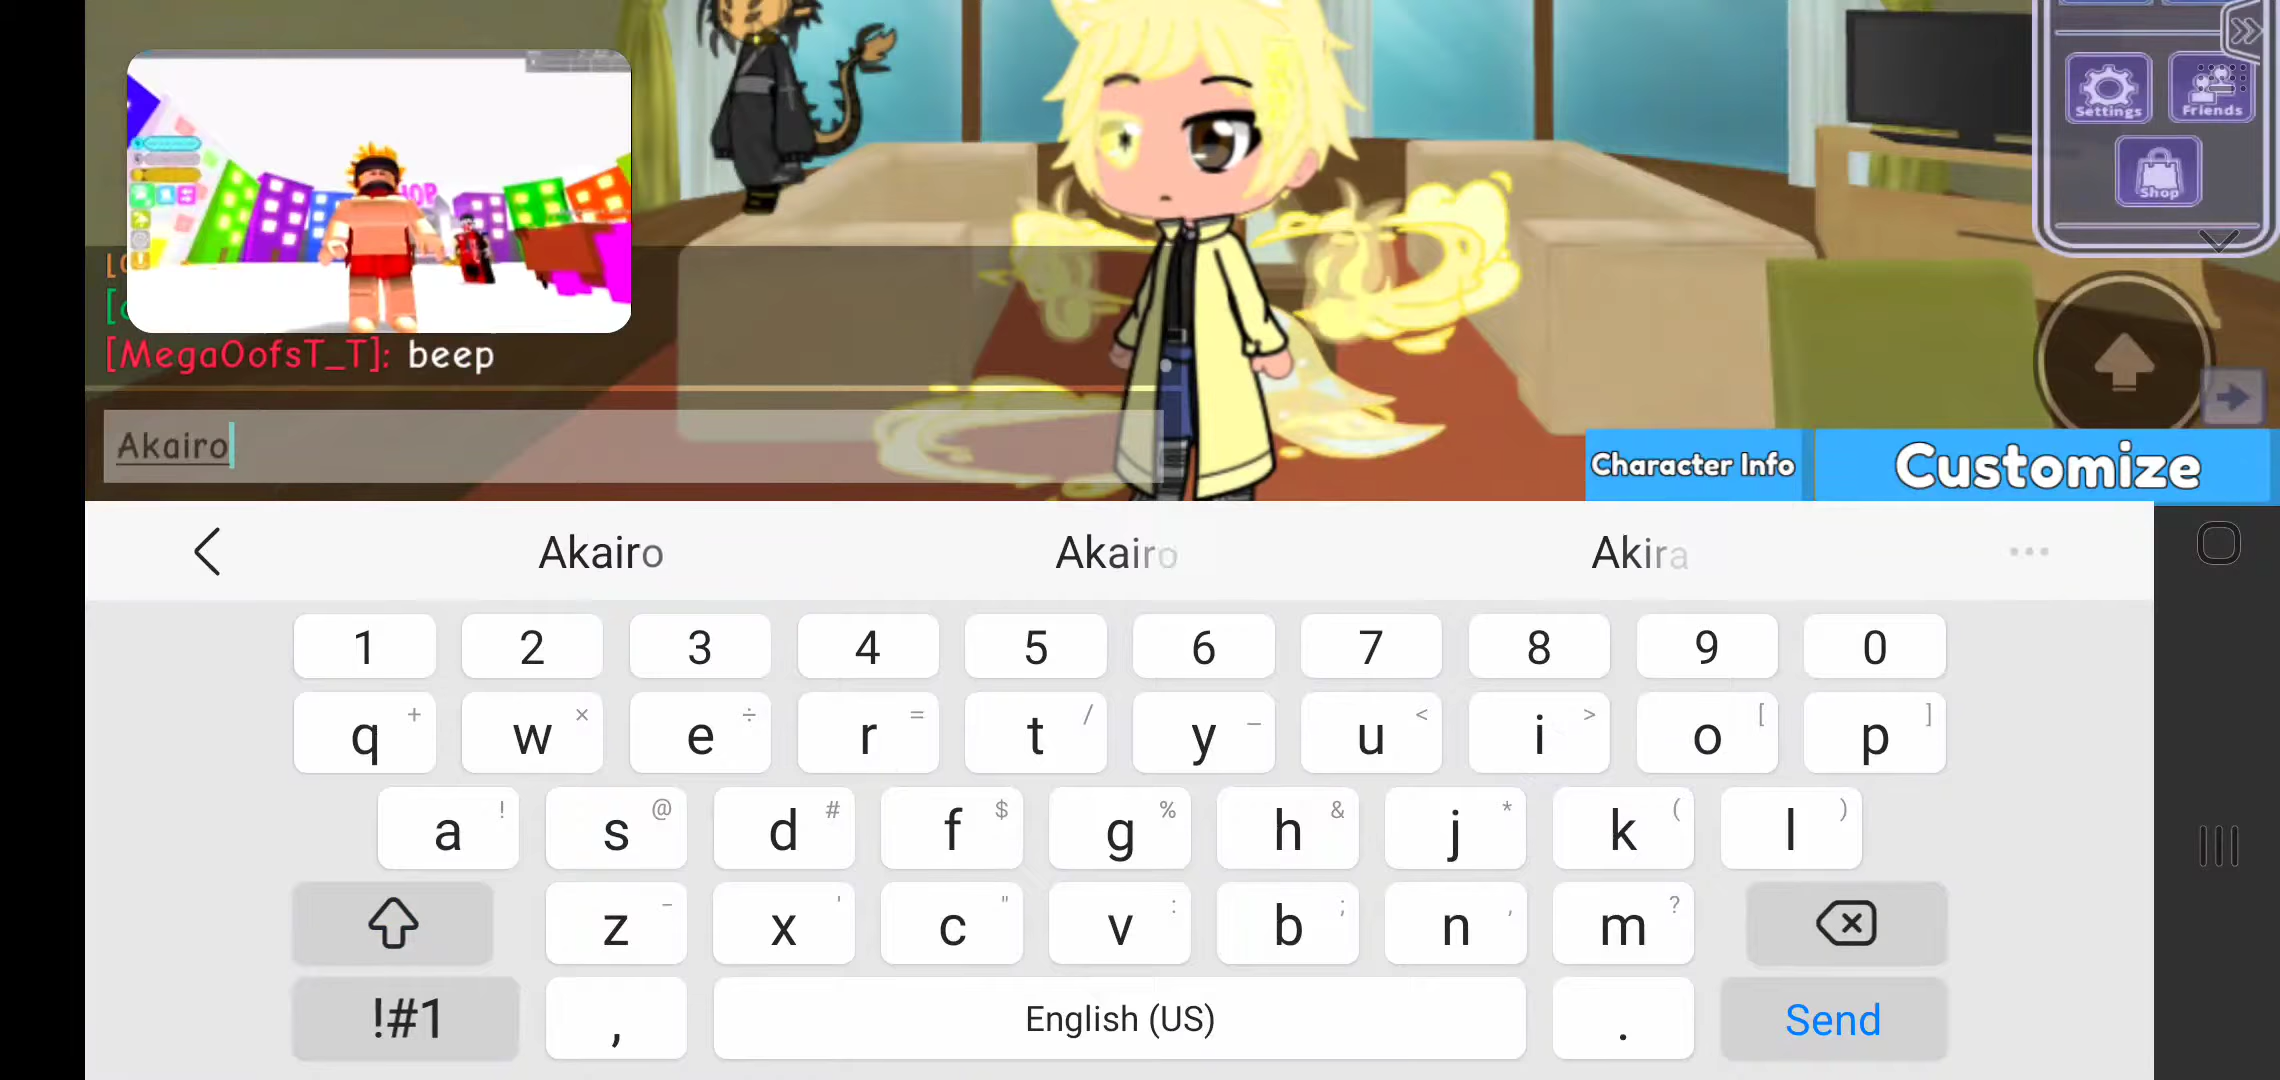 Settings
Friends
Shop
[MegaOofsT_T]: beep
Akairo
Character Info
Customize
Akairo
Akairo
Akira
1 2 3 4 5 6 7 8 9 0
q + w × e ÷ r = t / y _ u < i > o [ p ]
a ! s @ d # f $ g % h & j * k ( l )
z - x ' c " v : b ; n , m ?
!#1 , English (US) . Send